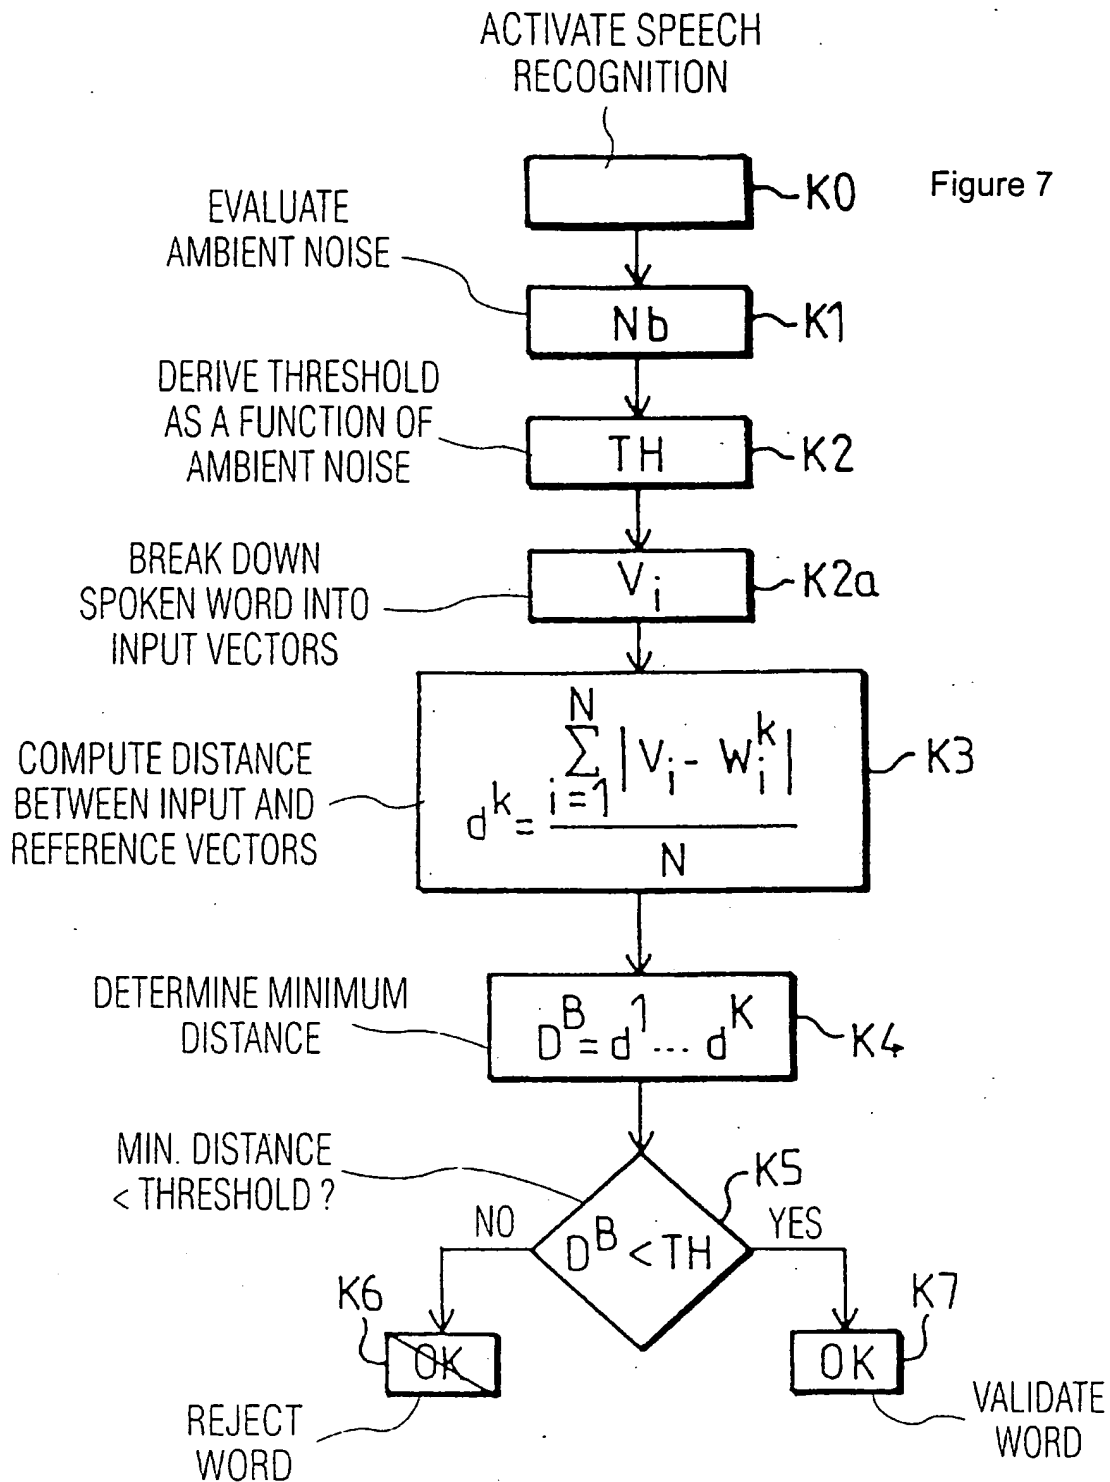 ACTIVATE SPEECH
RECOGNITION
K0
Figure 7
EVALUATE
AMBIENT NOISE
Nb
K1
DERIVE THRESHOLD
AS A FUNCTION OF
AMBIENT NOISE
TH
K2
BREAK DOWN
SPOKEN WORD INTO
INPUT VECTORS
V_i
K2a
COMPUTE DISTANCE
BETWEEN INPUT AND
REFERENCE VECTORS
d^k = \frac{\sum_{i=1}^{N} |V_i - W_i^k|}{N}
K3
DETERMINE MINIMUM
DISTANCE
D^B = d^1 ... d^K
K4
MIN. DISTANCE
< THRESHOLD ?
K5
NO
YES
D^B < TH
K6
OK
REJECT
WORD
K7
OK
VALIDATE
WORD